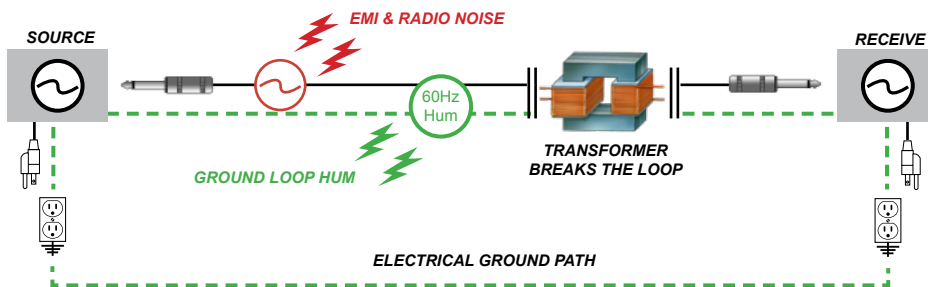 EMI & RADIO NOISE
SOURCE
RECEIVE
60Hz
Hum
TRANSFORMER
BREAKS THE LOOP
GROUND LOOP HUM
ELECTRICAL GROUND PATH